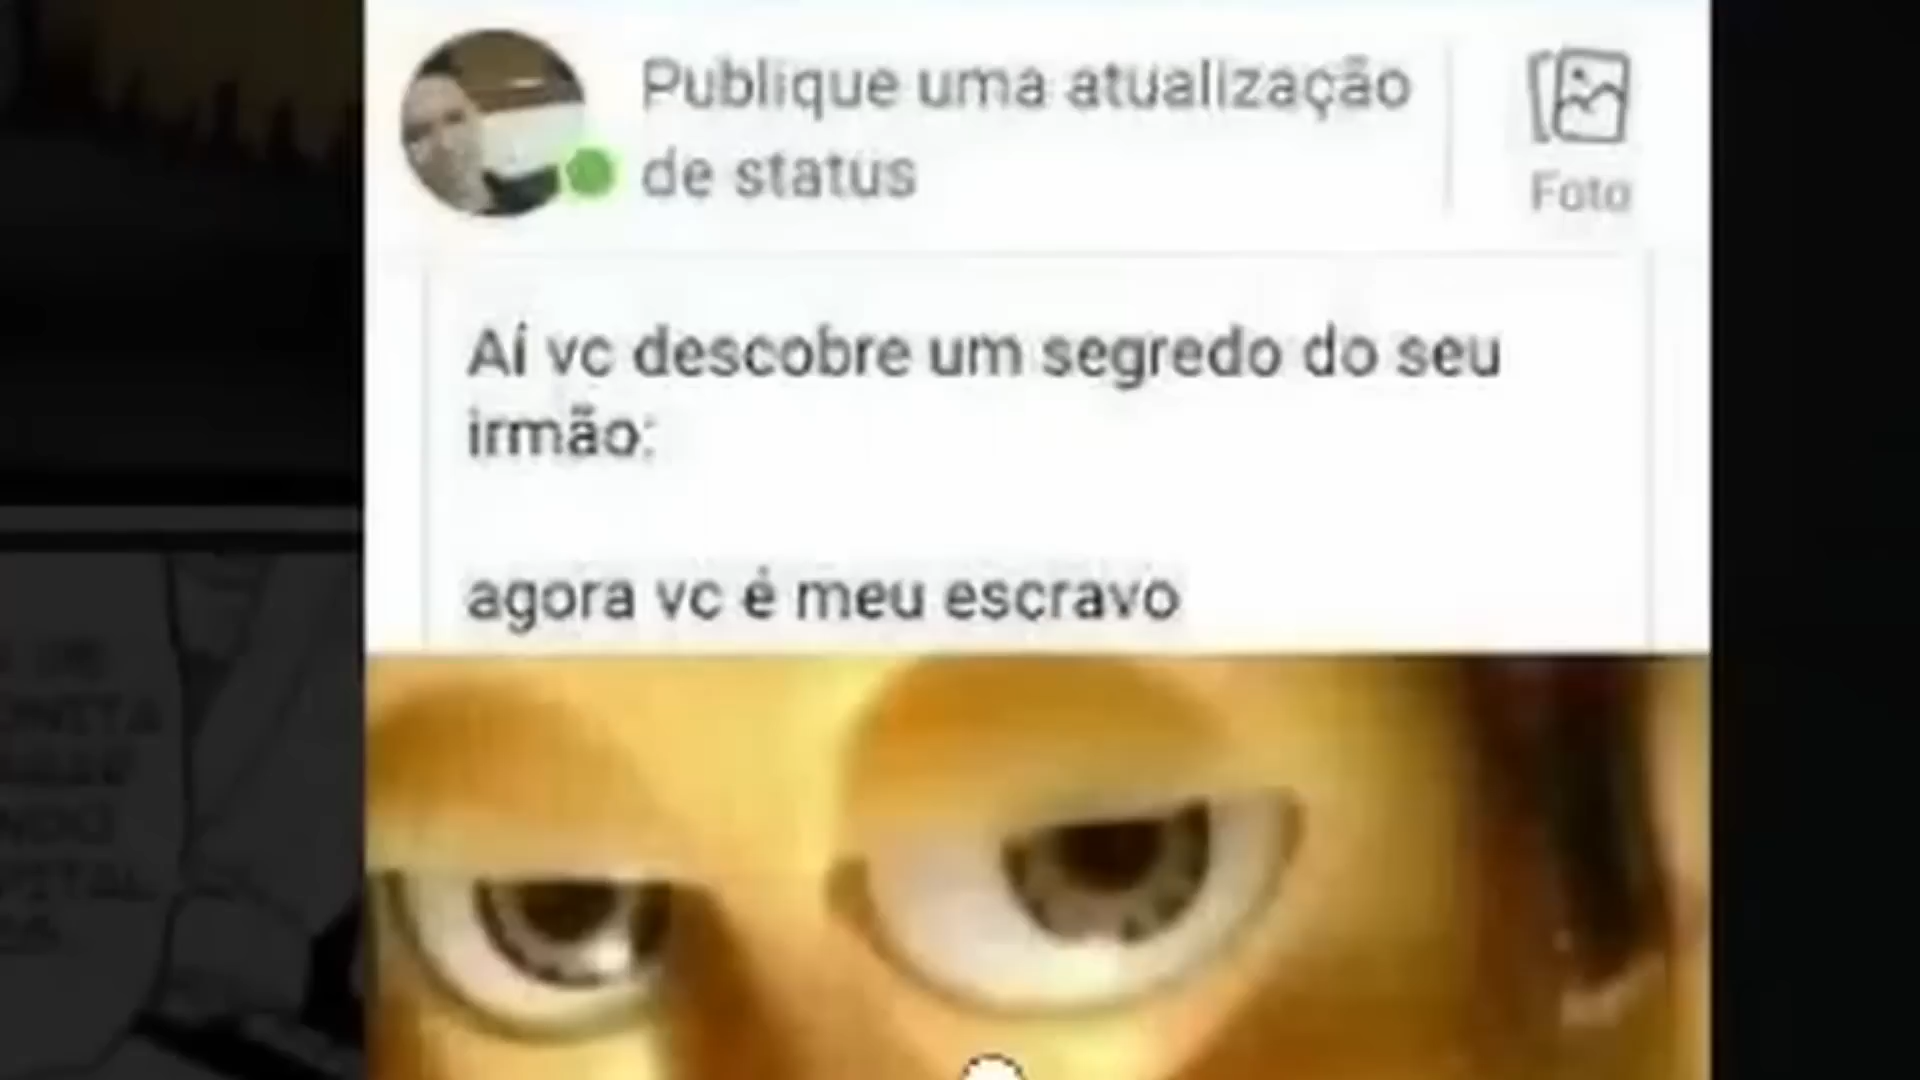 Publique uma atualização
de status
Foto
Aí vc descobre um segredo do seu
irmão:
agora vc é meu escravo